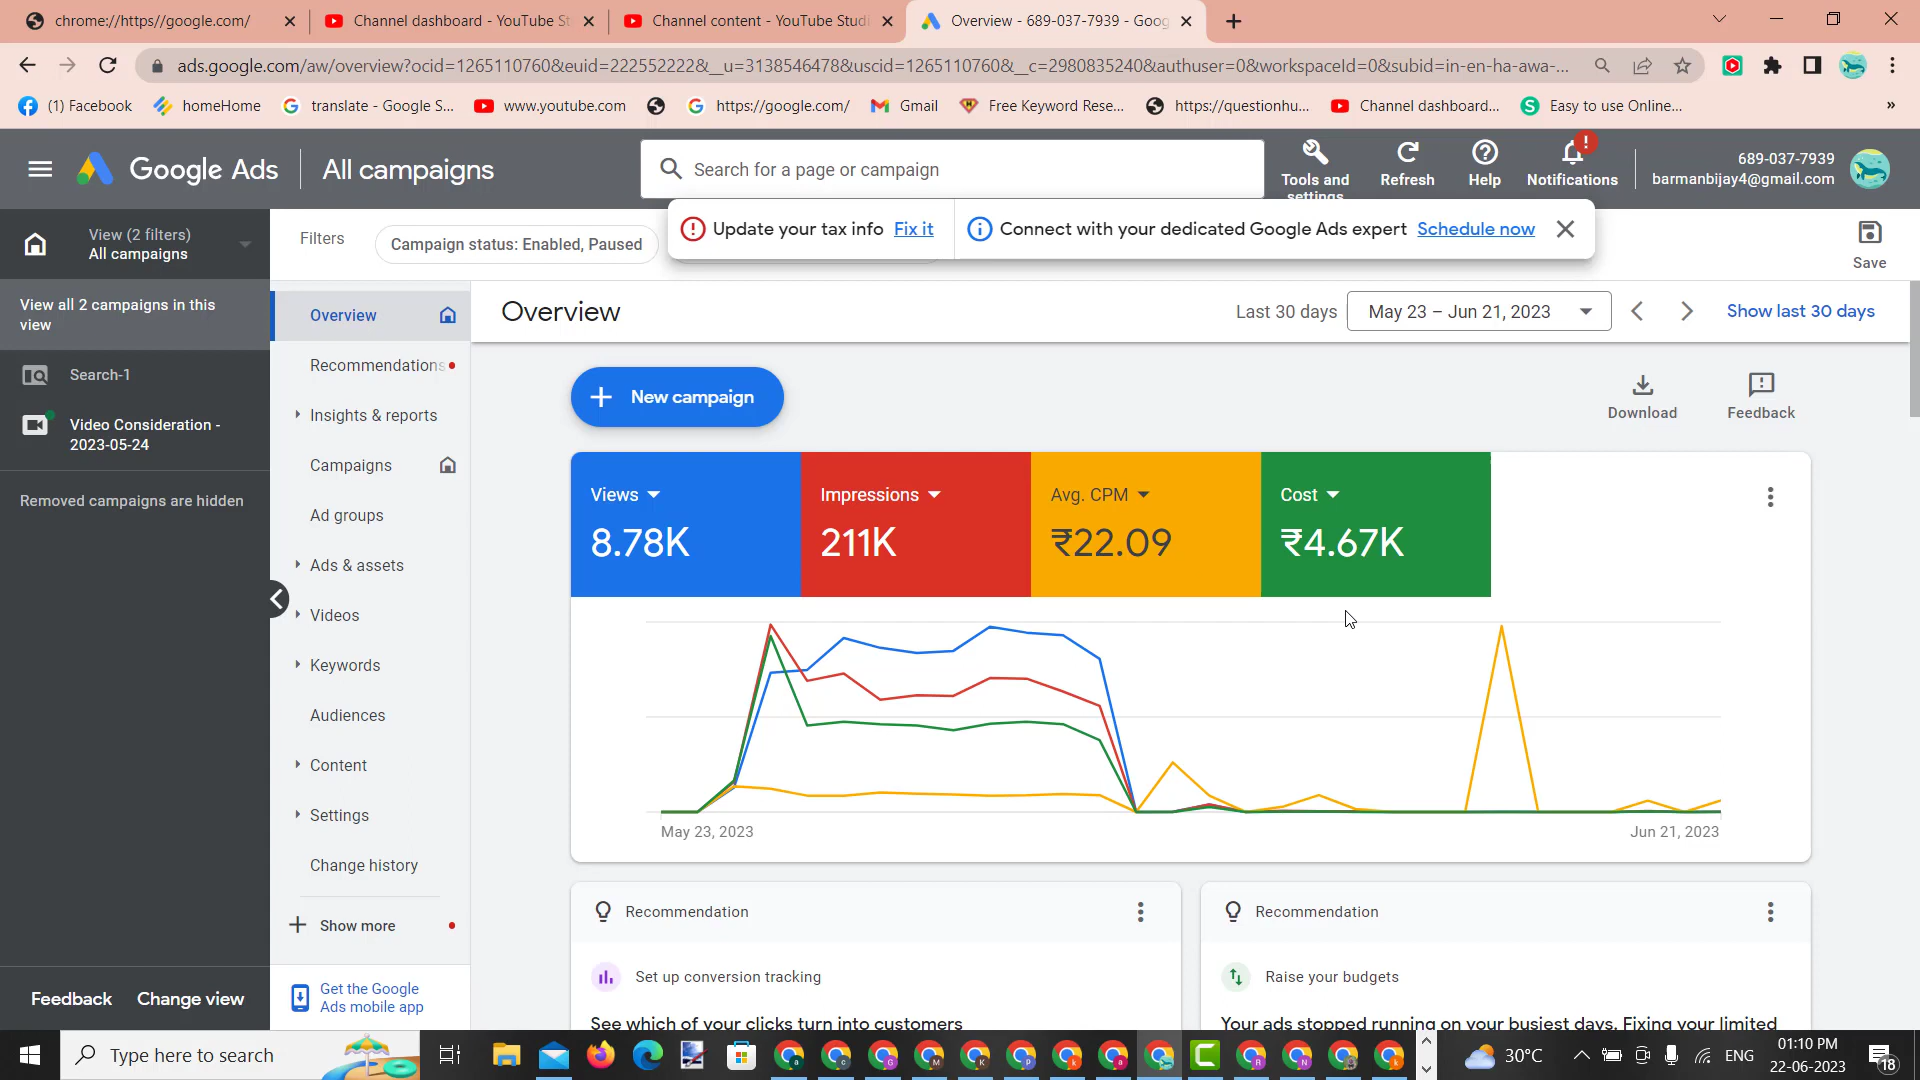 chrome://https//google.com/
Channel dashboard - YouTube St
Channel content - YouTube Studi
Overview - 689-037-7939 - Goog
ads.google.com/aw/overview?ocid=1265110760&euid=222552222&__u=3138546478&uscid=1265110760&__c=2980835240&authuser=0&workspaceId=0&subid=in-en-ha-awa-...
(1) Facebook
homeHome
translate - Google S...
www.youtube.com
https://google.com/
Gmail
Free Keyword Rese...
https://questionhu...
Channel dashboard...
Easy to use Online...
»
Google Ads
All campaigns
Search for a page or campaign
Tools and
settings
Refresh
Help
Notifications
689-037-7939
barmanbijay4@gmail.com
Update your tax info Fix it
Connect with your dedicated Google Ads expert Schedule now
View (2 filters)
All campaigns
Filters
Campaign status: Enabled, Paused
Save
View all 2 campaigns in this
view
Search-1
Video Consideration -
2023-05-24
Removed campaigns are hidden
Feedback
Change view
Overview
Recommendations
Insights & reports
Campaigns
Ad groups
Ads & assets
Videos
Keywords
Audiences
Content
Settings
Change history
Show more
Get the Google
Ads mobile app
Overview
Last 30 days
May 23 – Jun 21, 2023
Show last 30 days
New campaign
Download
Feedback
Views
8.78K
Impressions
211K
Avg. CPM
₹22.09
Cost
₹4.67K
May 23, 2023
Jun 21, 2023
Recommendation
Set up conversion tracking
See which of your clicks turn into customers
Recommendation
Raise your budgets
Your ads stopped running on your busiest days. Fixing your limited
Type here to search
30°C
ENG
01:10 PM
22-06-2023
18